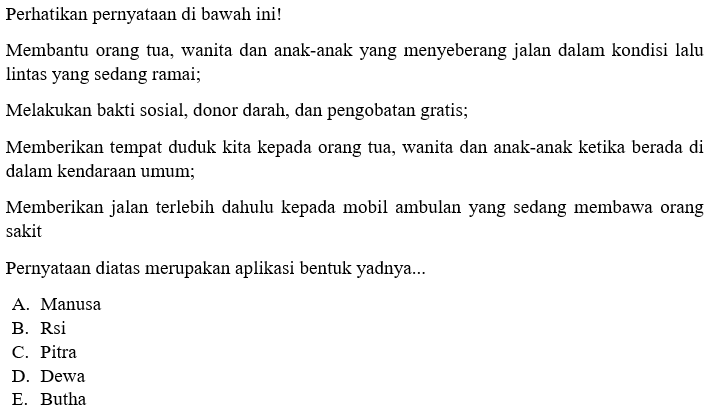 Perhatikan pernyataan di bawah ini!
Membantu orang tua, wanita dan anak-anak yang menyeberang jalan dalam kondisi lalu
lintas yang sedang ramai;
Melakukan bakti sosial, donor darah, dan pengobatan gratis;
Memberikan tempat duduk kita kepada orang tua, wanita dan anak-anak ketika berada di
dalam kendaraan umum;
Memberikan jalan terlebih dahulu kepada mobil ambulan yang sedang membawa orang
sakit
Pernyataan diatas merupakan aplikasi bentuk yadnya...
A. Manusa
B. Rsi
C. Pitra
D. Dewa
E. Butha